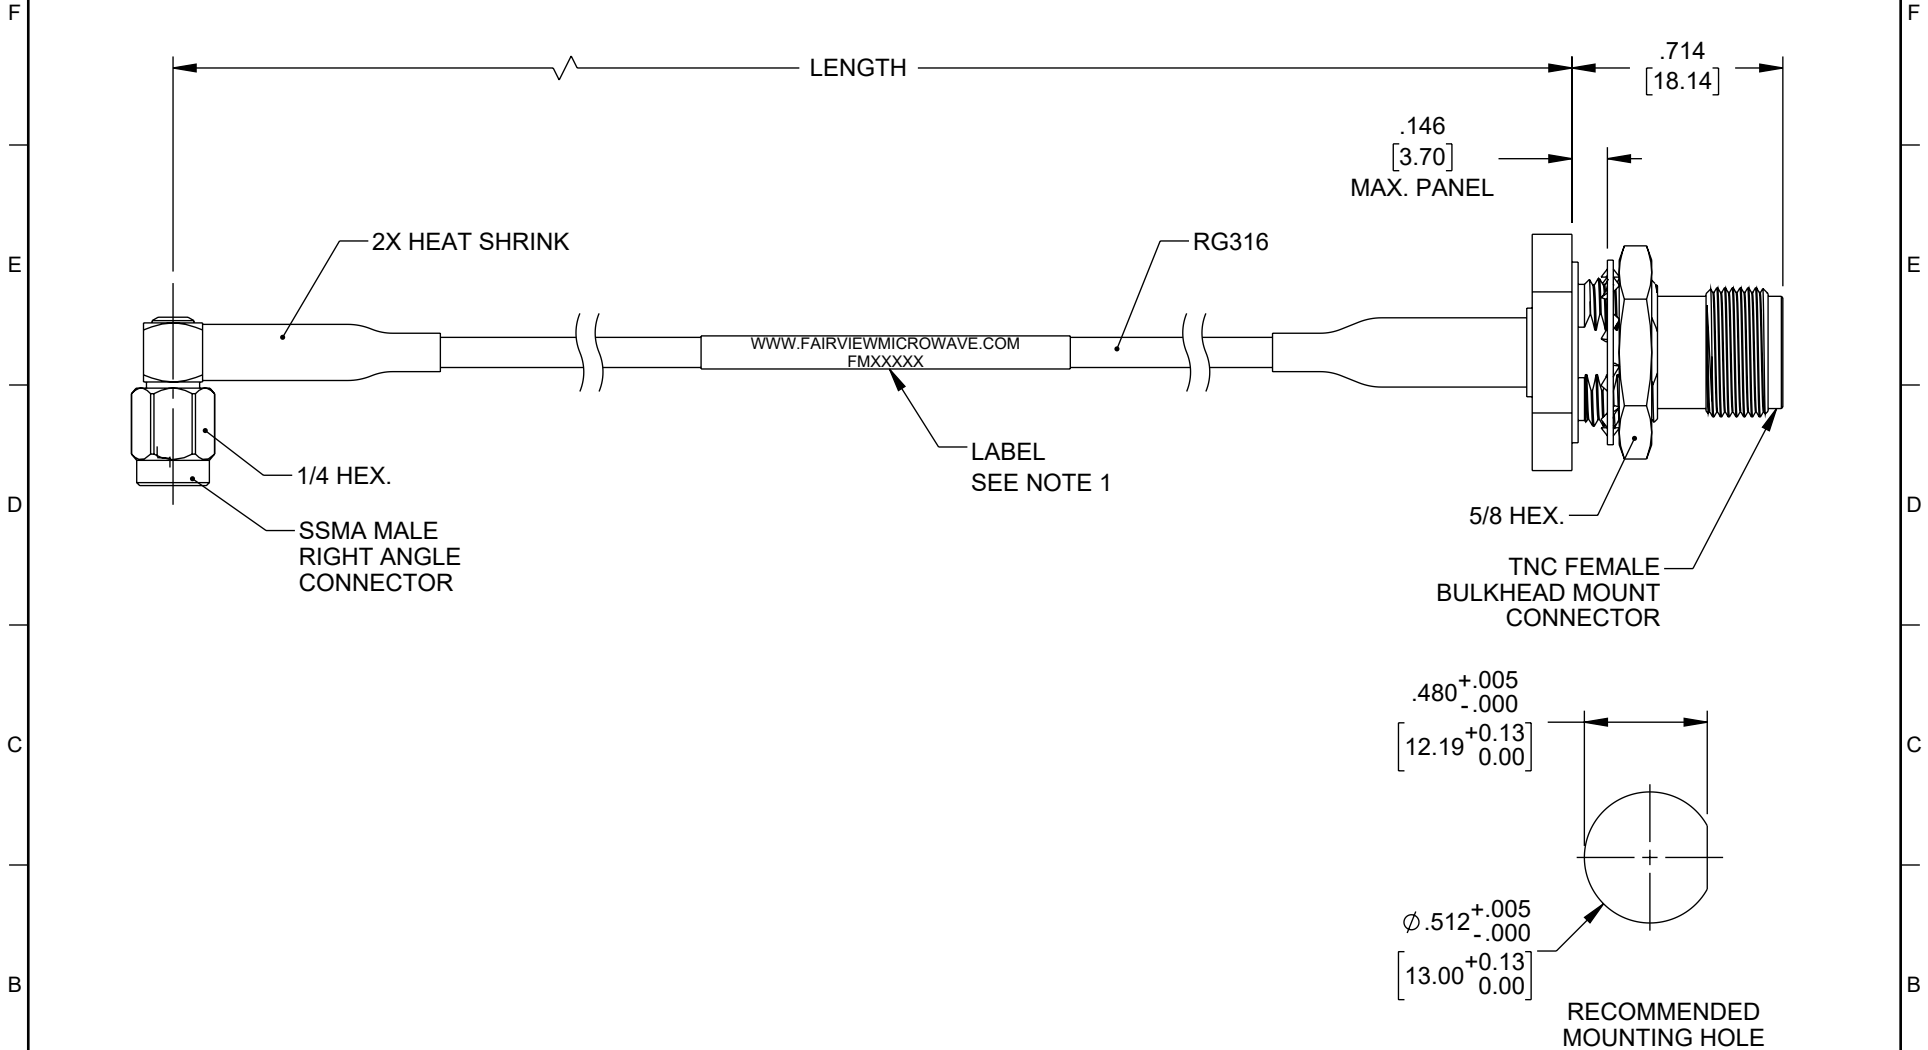 F
F
LENGTH
.714
[18.14]
.146
[3.70]
MAX. PANEL
2X HEAT SHRINK
RG316
E
E
WWW.FAIRVIEWMICROWAVE.COM
FMXXXXX
LABEL
SEE NOTE 1
1/4 HEX.
D
D
5/8 HEX.
SSMA MALE
RIGHT ANGLE
CONNECTOR
TNC FEMALE
BULKHEAD MOUNT
CONNECTOR
.480 +.005
-.000
[12.19 +0.13
0.00]
C
C
Ø.512 +.005
-.000
[13.00 +0.13
0.00]
B
B
RECOMMENDED
MOUNTING HOLE